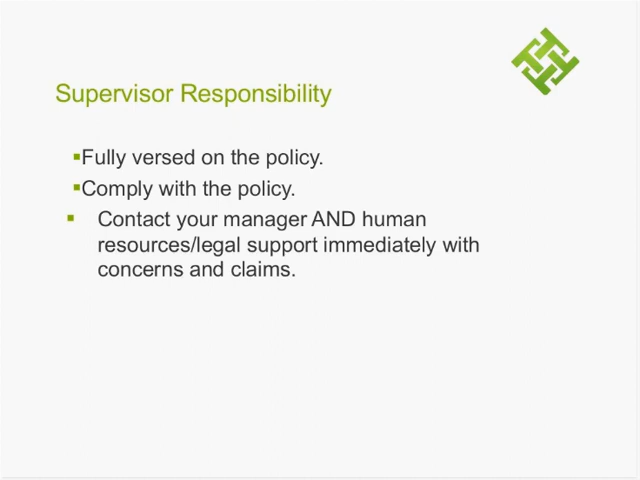 Supervisor Responsibility
▪Fully versed on the policy.
▪Comply with the policy.
▪ Contact your manager AND human
resources/legal support immediately with
concerns and claims.